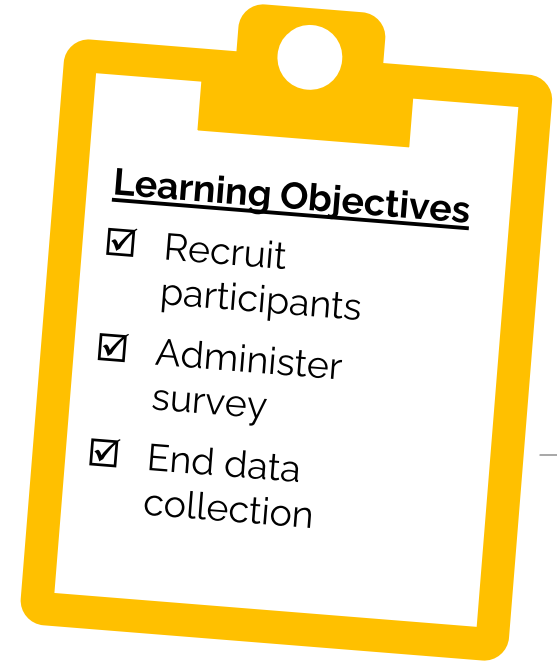 Learning Objectives
☑ Recruit
participants
☑ Administer
survey
☑ End data
collection